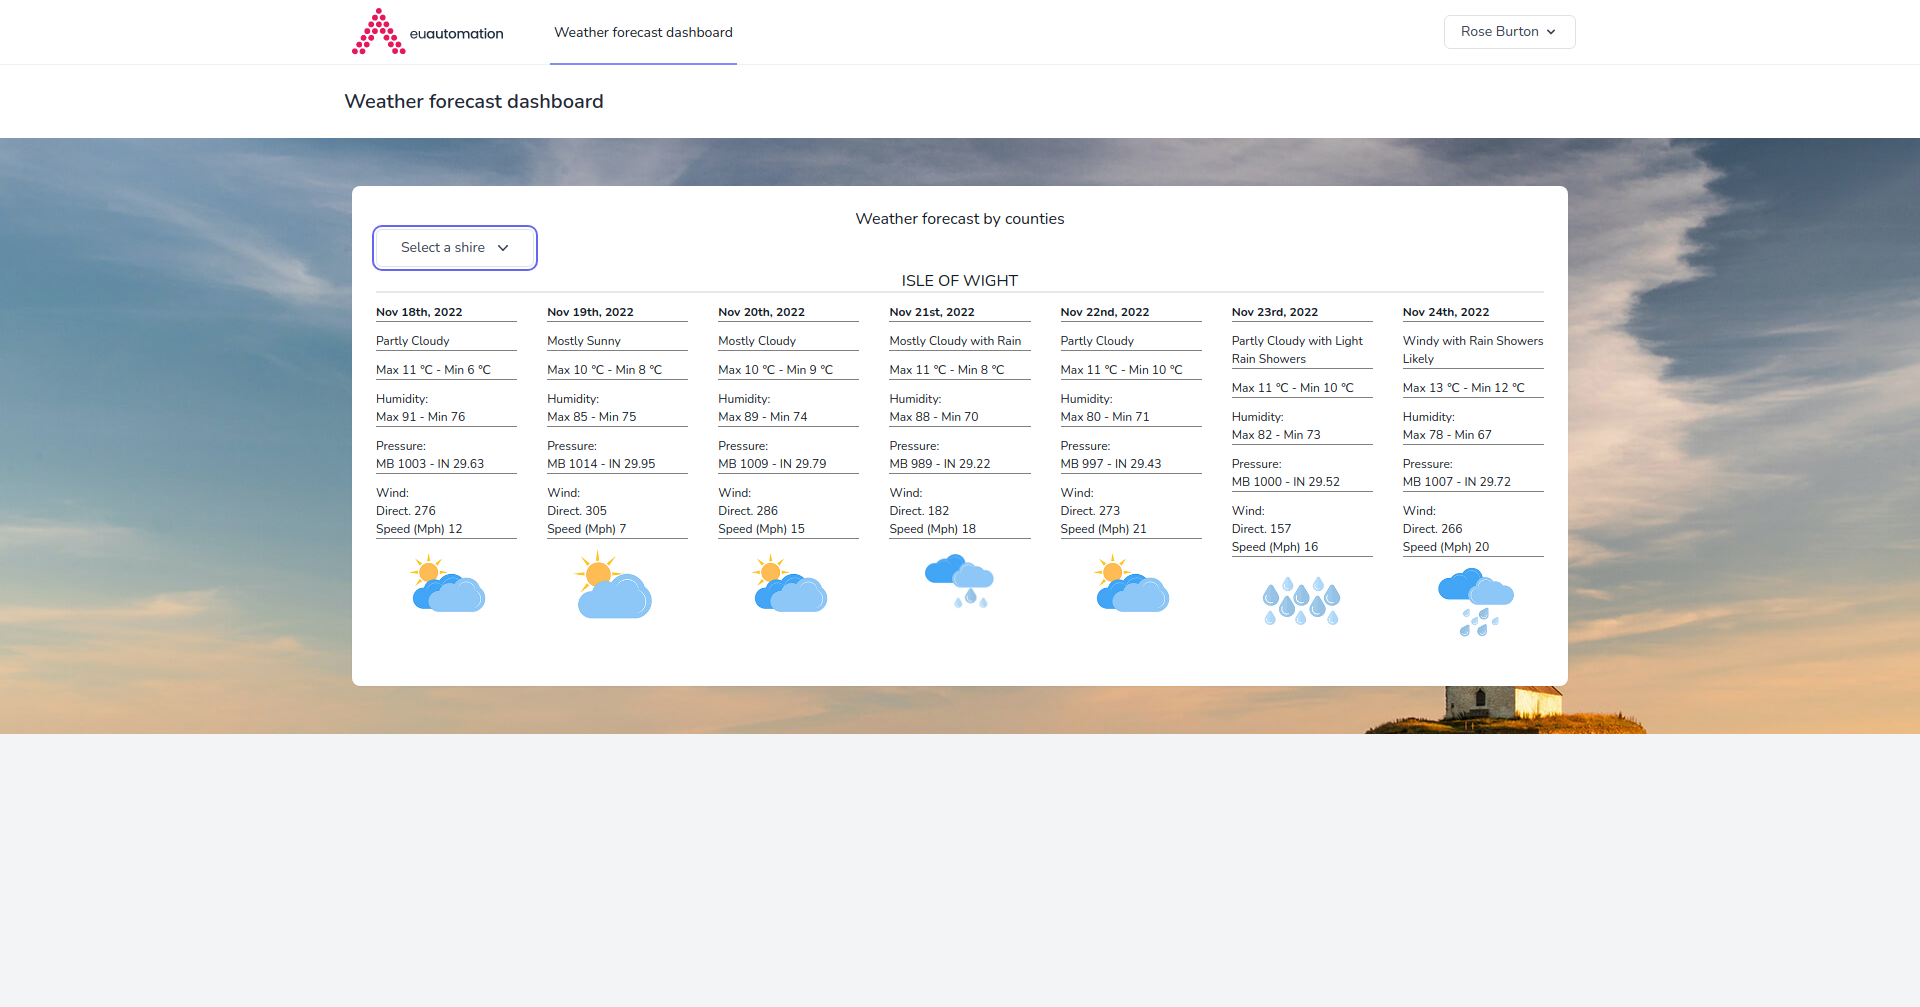 euautomation
Weather forecast dashboard
Rose Burton
Weather forecast dashboard
Weather forecast by counties
Select a shire
ISLE OF WIGHT
Nov 18th, 2022
Partly Cloudy
Max 11 °C - Min 6 °C
Humidity:
Max 91 - Min 76
Pressure:
MB 1003 - IN 29.63
Wind:
Direct. 276
Speed (Mph) 12
Nov 19th, 2022
Mostly Sunny
Max 10 °C - Min 8 °C
Humidity:
Max 85 - Min 75
Pressure:
MB 1014 - IN 29.95
Wind:
Direct. 305
Speed (Mph) 7
Nov 20th, 2022
Mostly Cloudy
Max 10 °C - Min 9 °C
Humidity:
Max 89 - Min 74
Pressure:
MB 1009 - IN 29.79
Wind:
Direct. 286
Speed (Mph) 15
Nov 21st, 2022
Mostly Cloudy with Rain
Max 11 °C - Min 8 °C
Humidity:
Max 88 - Min 70
Pressure:
MB 989 - IN 29.22
Wind:
Direct. 182
Speed (Mph) 18
Nov 22nd, 2022
Partly Cloudy
Max 11 °C - Min 10 °C
Humidity:
Max 80 - Min 71
Pressure:
MB 997 - IN 29.43
Wind:
Direct. 273
Speed (Mph) 21
Nov 23rd, 2022
Partly Cloudy with Light
Rain Showers
Max 11 °C - Min 10 °C
Humidity:
Max 82 - Min 73
Pressure:
MB 1000 - IN 29.52
Wind:
Direct. 157
Speed (Mph) 16
Nov 24th, 2022
Windy with Rain Showers
Likely
Max 13 °C - Min 12 °C
Humidity:
Max 78 - Min 67
Pressure:
MB 1007 - IN 29.72
Wind:
Direct. 266
Speed (Mph) 20